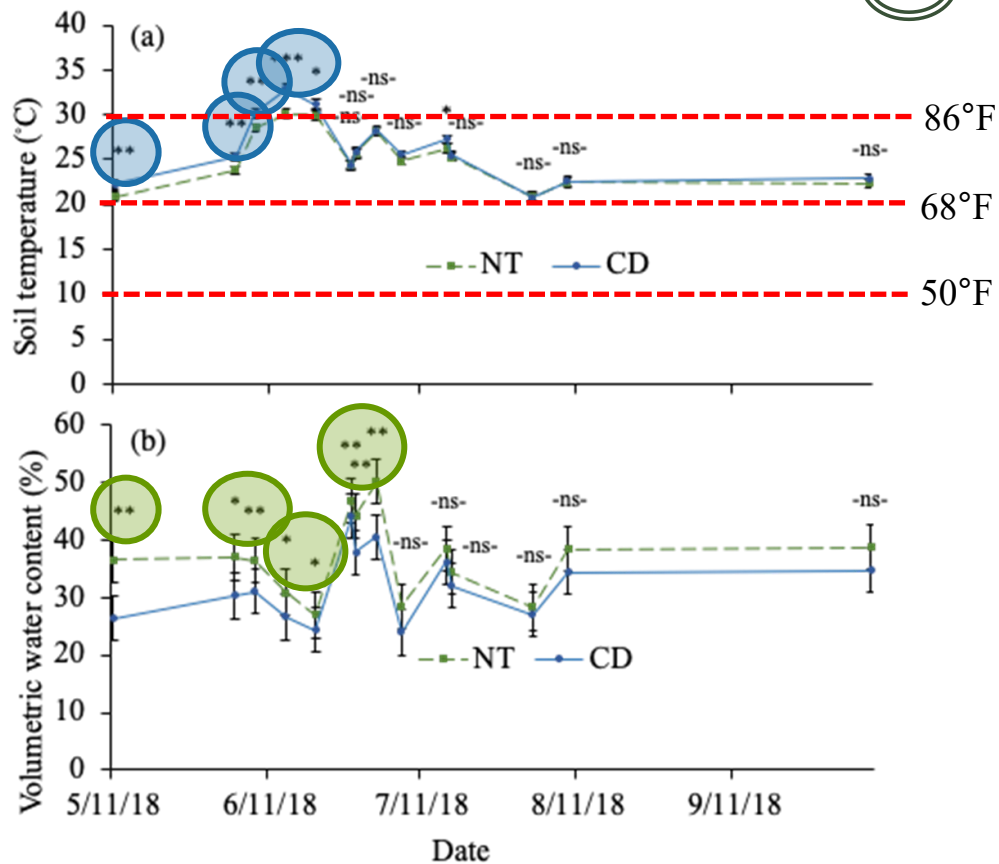 (a)
Soil temperature (°C)
40
35
30
25
20
15
10
5
0
**
**
**
***
*
-ns-
-ns-
-ns-
-ns-
*
-ns-
-ns-
-ns-
-ns-
86°F
68°F
50°F
NT CD
(b)
Volumetric water content (%)
60
50
40
30
20
10
0
**
*
**
*
*
**
**
**
-ns-
-ns-
-ns-
-ns-
-ns-
-ns-
NT CD
5/11/18 6/11/18 7/11/18 8/11/18 9/11/18
Date